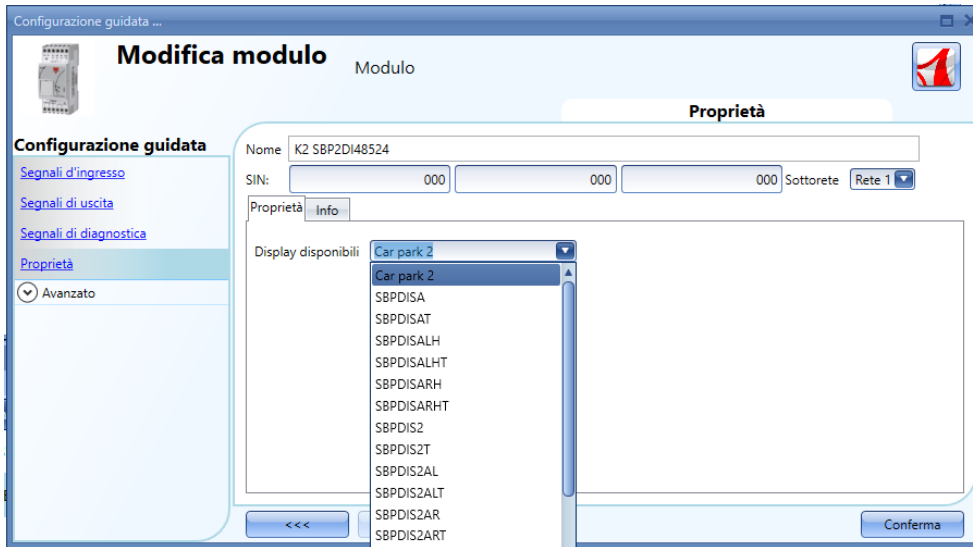 Configurazione guidata ...
Modifica modulo
Modulo
Proprietà
Configurazione guidata
Segnali d'ingresso
Segnali di uscita
Segnali di diagnostica
Proprietà
Avanzato
Nome K2 SBP2DI48524
SIN: 000 000 000 Sottorete Rete 1
Proprietà Info
Display disponibili Car park 2
Car park 2
SBPDISA
SBPDISAT
SBPDISALH
SBPDISALHT
SBPDISARH
SBPDISARHT
SBPDIS2
SBPDIS2T
SBPDIS2AL
SBPDIS2ALT
SBPDIS2AR
SBPDIS2ART
<<< Conferma